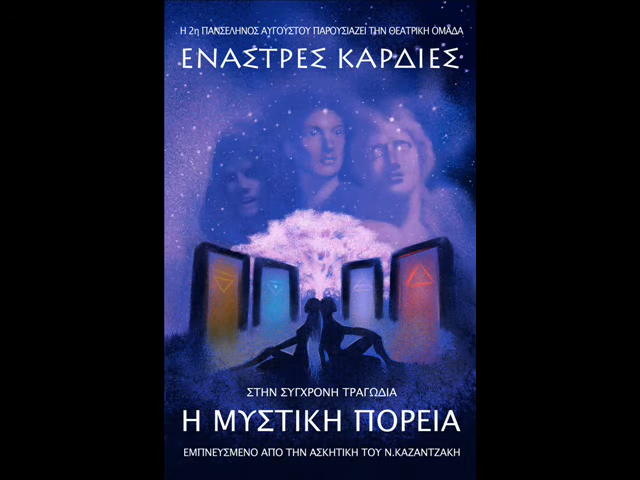 Η 2η ΠΑΝΣΕΛΗΝΟΣ ΑΥΓΟΥΣΤΟΥ ΠΑΡΟΥΣΙΑΖΕΙ ΤΗΝ ΘΕΑΤΡΙΚΗ ΟΜΑΔΑ
ΕΝΑΣΤΡΕΣ ΚΑΡΔΙΕΣ
ΣΤΗΝ ΣΥΓΧΡΟΝΗ ΤΡΑΓΩΔΙΑ
Η ΜΥΣΤΙΚΗ ΠΟΡΕΙΑ
ΕΜΠΝΕΥΣΜΕΝΟ ΑΠΟ ΤΗΝ ΑΣΚΗΤΙΚΗ ΤΟΥ Ν.ΚΑΖΑΝΤΖΑΚΗ